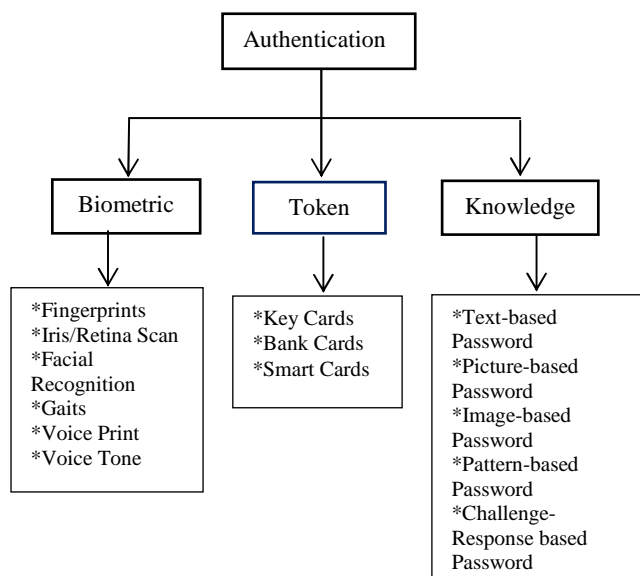 Authentication
Biometric
Token
Knowledge
*Fingerprints
*Iris/Retina Scan
*Facial
Recognition
*Gaits
*Voice Print
*Voice Tone
*Key Cards
*Bank Cards
*Smart Cards
*Text-based
Password
*Picture-based
Password
*Image-based
Password
*Pattern-based
Password
*Challenge-
Response based
Password